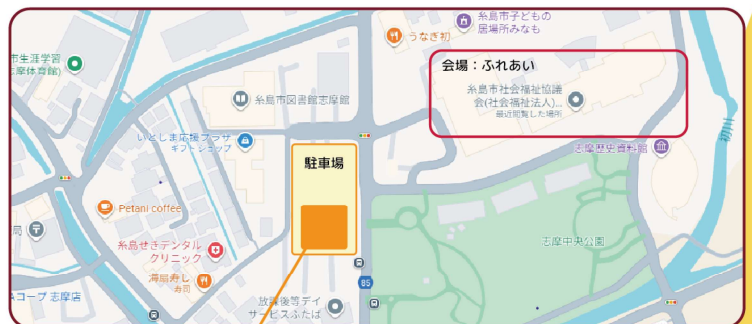 糸島市子どもの
居場所みなも
うなぎ初
市生涯学習
志摩体育館)
会場：ふれあい
糸島市社会福祉協議
会(社会福祉法人)...
最近閲覧した場所
糸島市図書館志摩館
いとしま応援プラザ
ギフトショップ
志摩歴史資料館
駐車場
Petani coffee
局
糸島せきデンタル
クリニック
志摩中央公園
寿司
85
Aコープ 志摩店
放課後等デイ
サービスふたば